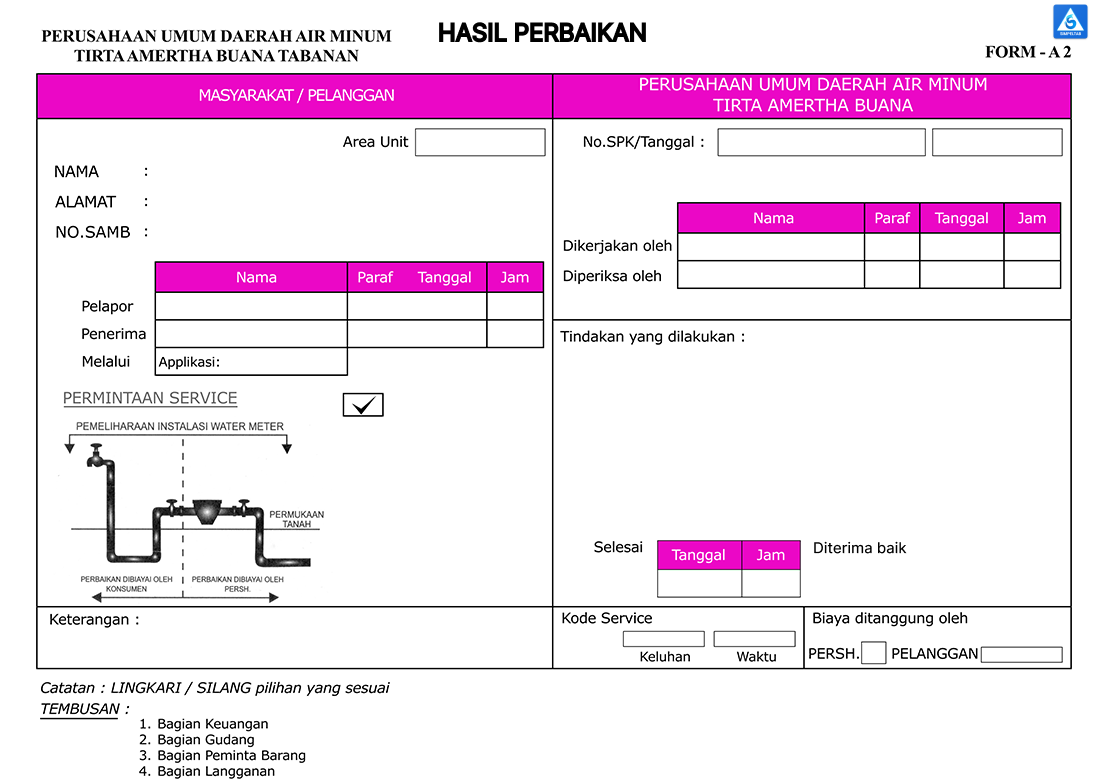 PERUSAHAAN UMUM DAERAH AIR MINUM
TIRTA AMERTHA BUANA TABANAN
HASIL PERBAIKAN
SIMPELTAB
FORM - A 2
MASYARAKAT / PELANGGAN
Area Unit
NAMA :
ALAMAT :
NO.SAMB :
Nama Paraf Tanggal Jam
Pelapor
Penerima
Melalui Applikasi:
PERMINTAAN SERVICE
PEMELIHARAAN INSTALASI WATER METER
PERMUKAAN
TANAH
PERBAIKAN DIBIAYAI OLEH
KONSUMEN
PERBAIKAN DIBIAYAI OLEH
PERSH.
Keterangan :
PERUSAHAAN UMUM DAERAH AIR MINUM
TIRTA AMERTHA BUANA
No.SPK/Tanggal :
Nama Paraf Tanggal Jam
Dikerjakan oleh
Diperiksa oleh
Tindakan yang dilakukan :
Selesai Tanggal Jam Diterima baik
Kode Service
Keluhan Waktu
Biaya ditanggung oleh
PERSH. PELANGGAN
Catatan : LINGKARI / SILANG pilihan yang sesuai
TEMBUSAN :
1. Bagian Keuangan
2. Bagian Gudang
3. Bagian Peminta Barang
4. Bagian Langganan